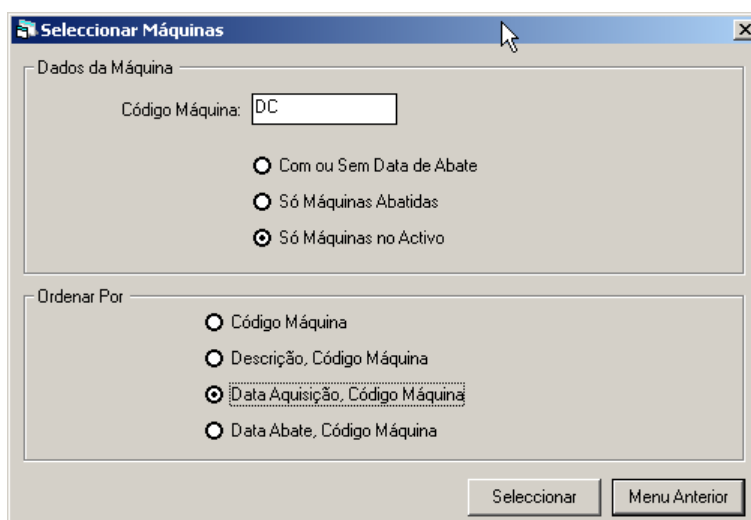 Seleccionar Máquinas
Dados da Máquina
Código Máquina: DC
Com ou Sem Data de Abate
Só Máquinas Abatidas
Só Máquinas no Activo
Ordenar Por
Código Máquina
Descrição, Código Máquina
Data Aquisição, Código Máquina
Data Abate, Código Máquina
Seleccionar Menu Anterior